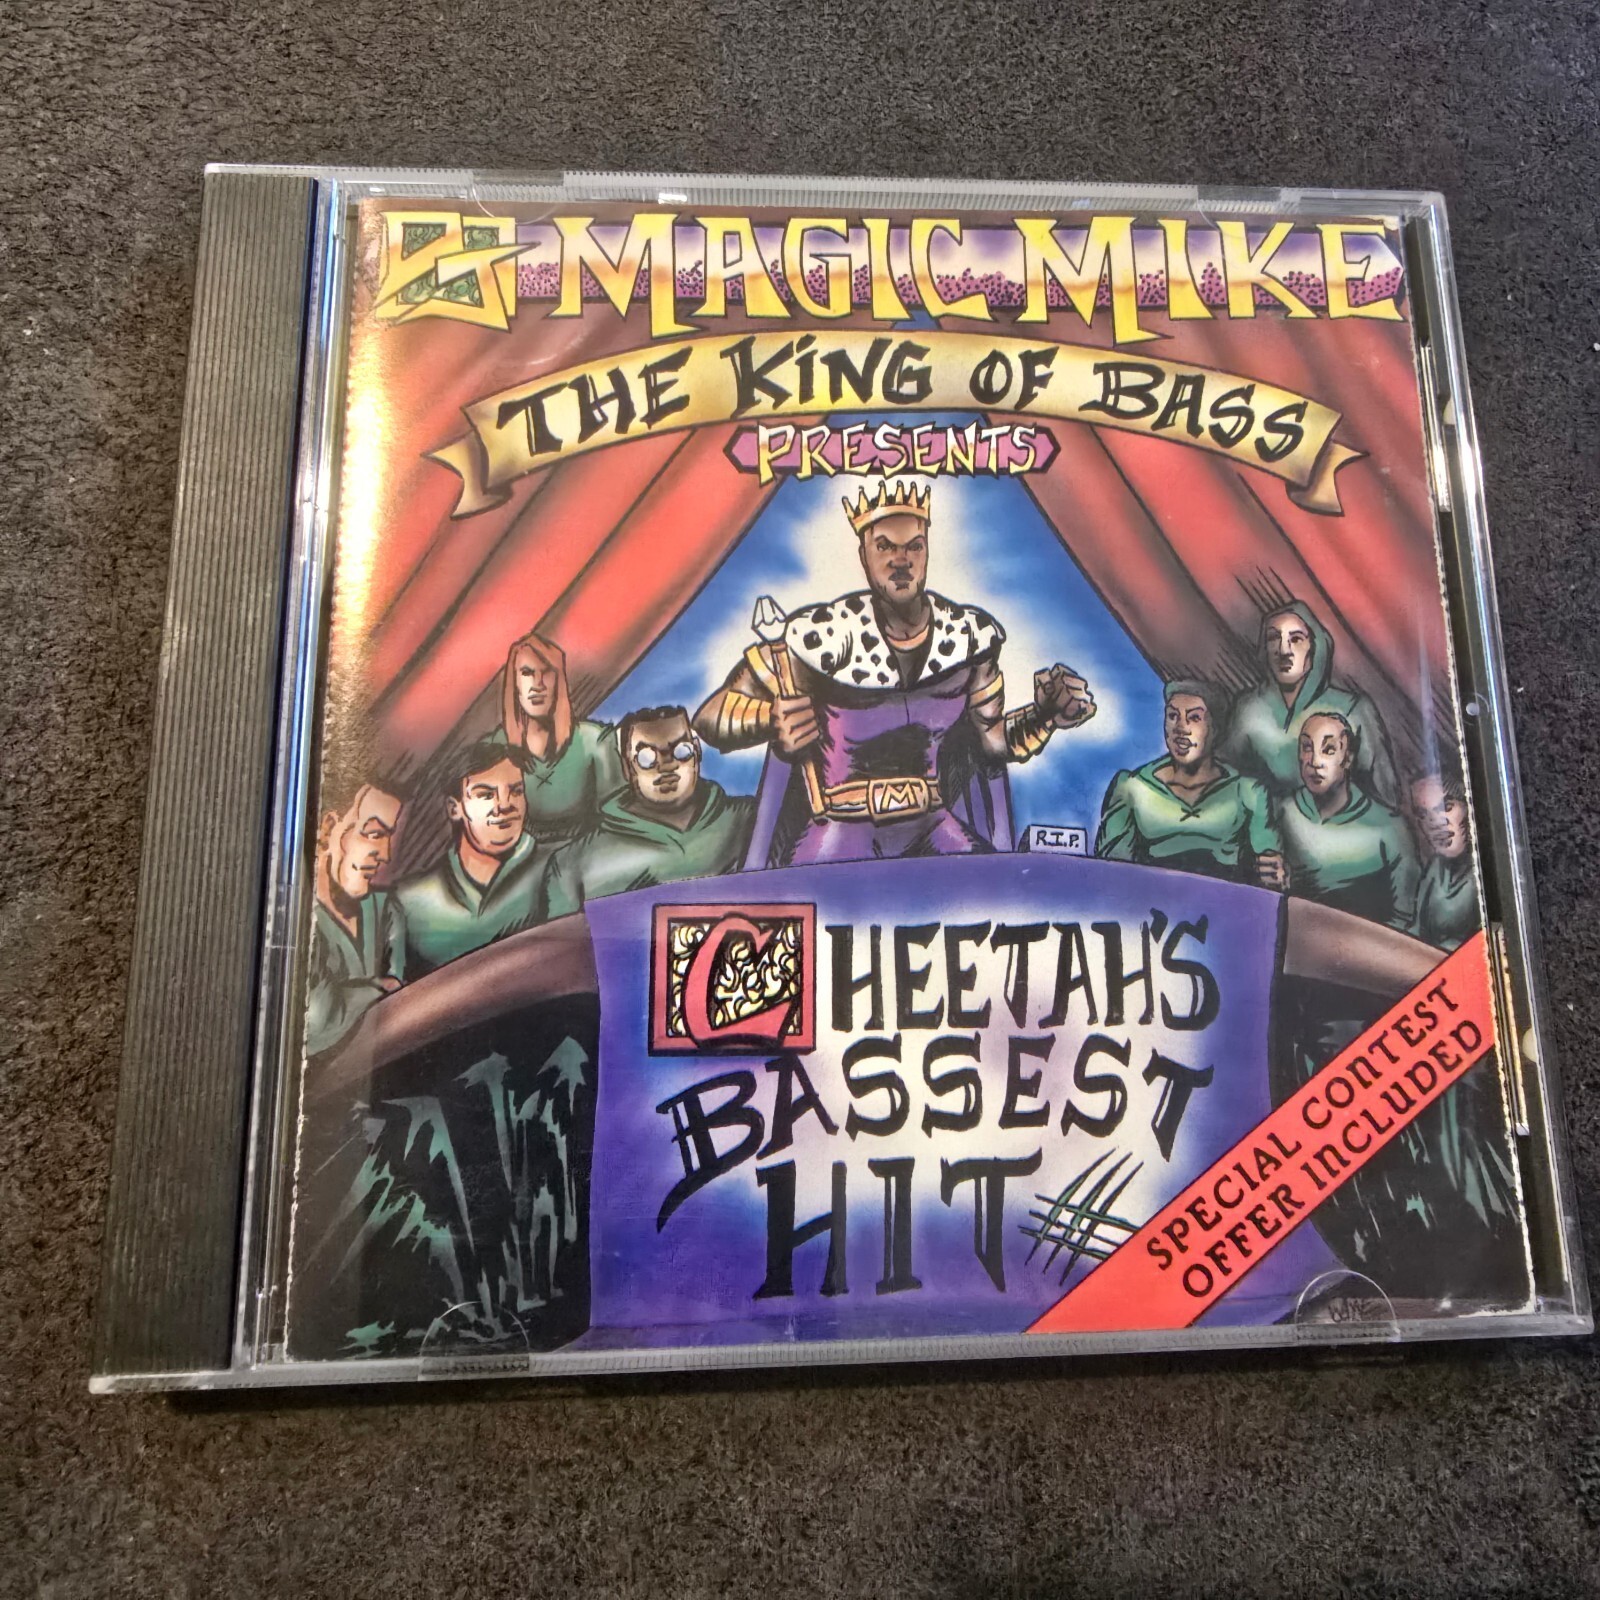 DJ MAGIC MIKE
THE KING OF BASS
PRESENTS
M
R.I.P.
CHEETAH'S
BASSEST
HIT
SPECIAL CONTEST
OFFER INCLUDED